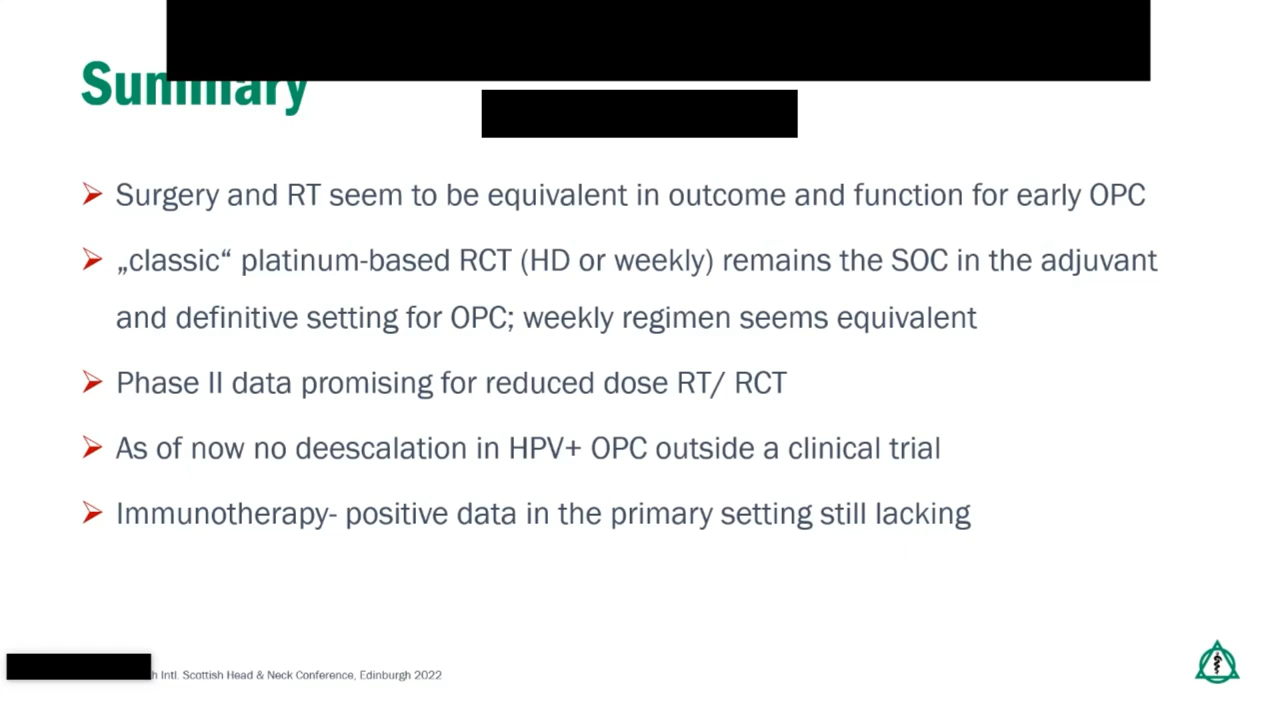 Summary
Surgery and RT seem to be equivalent in outcome and function for early OPC
„classic“ platinum-based RCT (HD or weekly) remains the SOC in the adjuvant
and definitive setting for OPC; weekly regimen seems equivalent
Phase II data promising for reduced dose RT/ RCT
As of now no deescalation in HPV+ OPC outside a clinical trial
Immunotherapy- positive data in the primary setting still lacking
Intl. Scottish Head & Neck Conference, Edinburgh 2022